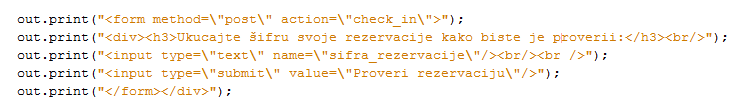 out.print("<form method=\"post\" action=\"check_in\">");
out.print("<div><h3>Ukucajte šifru svoje rezervacije kako biste je proverii:</h3><br/>");
out.print("<input type=\"text\" name=\"sifra_rezervacije\"/><br/><br />");
out.print("<input type=\"submit\" value=\"Proveri rezervaciju\"/>");
out.print("</form></div>");